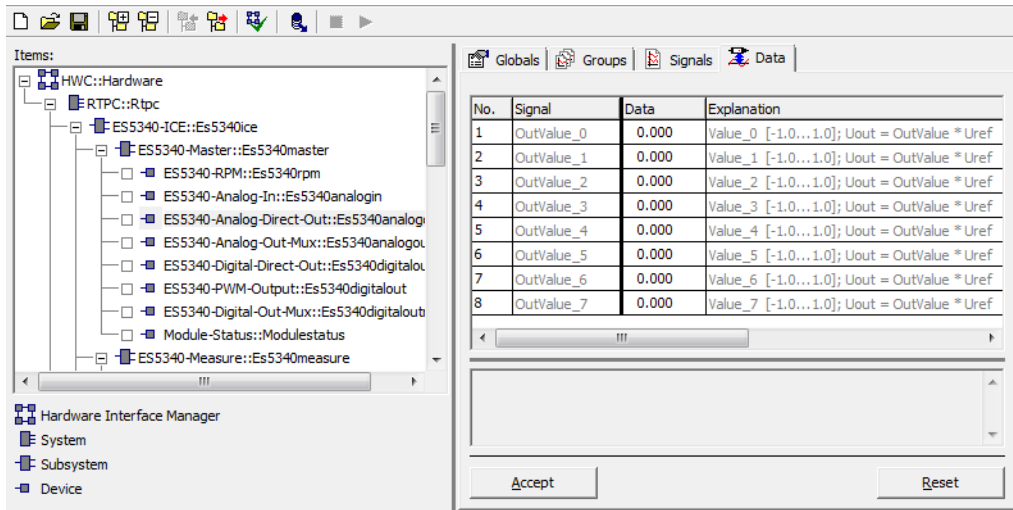 Items:
HWC::Hardware
RTPC::Rtpc
ES5340-ICE::Es5340ice
ES5340-Master::Es5340master
ES5340-RPM::Es5340rpm
ES5340-Analog-In::Es5340analogin
ES5340-Analog-Direct-Out::Es5340analog
ES5340-Analog-Out-Mux::Es5340analogou
ES5340-Digital-Direct-Out::Es5340digitalou
ES5340-PWM-Output::Es5340digitalout
ES5340-Digital-Out-Mux::Es5340digitaloutm
Module-Status::Modulestatus
ES5340-Measure::Es5340measure
Hardware Interface Manager
System
Subsystem
Device
Globals Groups Signals Data
No. Signal Data Explanation
1 OutValue_0 0.000 Value_0 [-1.0...1.0]; Uout = OutValue * Uref
2 OutValue_1 0.000 Value_1 [-1.0...1.0]; Uout = OutValue * Uref
3 OutValue_2 0.000 Value_2 [-1.0...1.0]; Uout = OutValue * Uref
4 OutValue_3 0.000 Value_3 [-1.0...1.0]; Uout = OutValue * Uref
5 OutValue_4 0.000 Value_4 [-1.0...1.0]; Uout = OutValue * Uref
6 OutValue_5 0.000 Value_5 [-1.0...1.0]; Uout = OutValue * Uref
7 OutValue_6 0.000 Value_6 [-1.0...1.0]; Uout = OutValue * Uref
8 OutValue_7 0.000 Value_7 [-1.0...1.0]; Uout = OutValue * Uref
Accept Reset